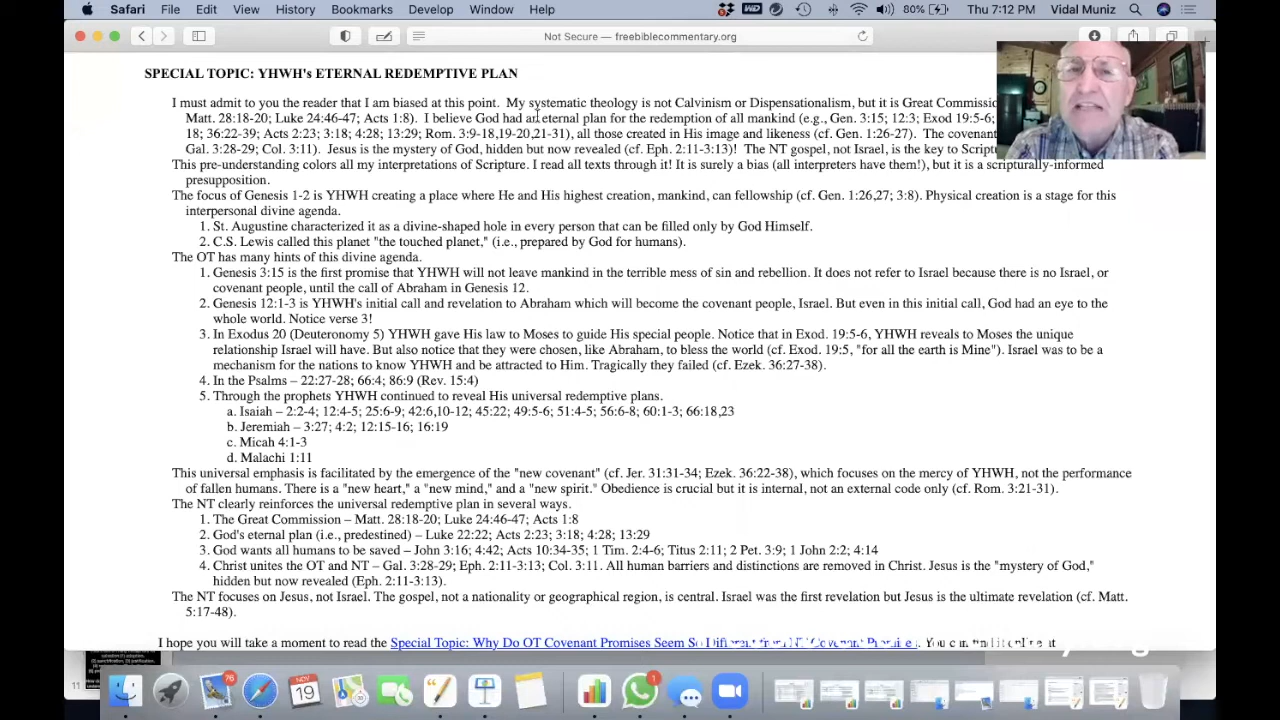 Safari File Edit View History Bookmarks Develop Window Help 80% Thu 7:12 PM Vidal Muniz
Not Secure — freebiblecommentary.org
SPECIAL TOPIC: YHWH's ETERNAL REDEMPTIVE PLAN
I must admit to you the reader that I am biased at this point. My systematic theology is not Calvinism or Dispensationalism, but it is Great
Matt. 28:18-20; Luke 24:46-47; Acts 1:8). I believe God had an eternal plan for the redemption of all mankind (e.g., Gen. 3:15; 12:3; Exod 19:5-6;
18; 36:22-39; Acts 2:23; 3:18; 4:28; 13:29; Rom. 3:9-18,19-20,21-31), all those created in His image and likeness (cf. Gen. 1:26-27). The
Gal. 3:28-29; Col. 3:11). Jesus is the mystery of God, hidden but now revealed (cf. Eph. 2:11-3:13)! The NT gospel, not Israel, is the key to
This pre-understanding colors all my interpretations of Scripture. I read all texts through it! It is surely a bias (all interpreters have them!), but it is a scripturally-informed
presupposition.
The focus of Genesis 1-2 is YHWH creating a place where He and His highest creation, mankind, can fellowship (cf. Gen. 1:26,27; 3:8). Physical creation is a stage for this
interpersonal divine agenda.
1. St. Augustine characterized it as a divine-shaped hole in every person that can be filled only by God Himself.
2. C.S. Lewis called this planet "the touched planet," (i.e., prepared by God for humans).
The OT has many hints of this divine agenda.
1. Genesis 3:15 is the first promise that YHWH will not leave mankind in the terrible mess of sin and rebellion. It does not refer to Israel because there is no Israel, or
covenant people, until the call of Abraham in Genesis 12.
2. Genesis 12:1-3 is YHWH's initial call and revelation to Abraham which will become the covenant people, Israel. But even in this initial call, God had an eye to the
whole world. Notice verse 3!
3. In Exodus 20 (Deuteronomy 5) YHWH gave His law to Moses to guide His special people. Notice that in Exod. 19:5-6, YHWH reveals to Moses the unique
relationship Israel will have. But also notice that they were chosen, like Abraham, to bless the world (cf. Exod. 19:5, "for all the earth is Mine"). Israel was to be a
mechanism for the nations to know YHWH and be attracted to Him. Tragically they failed (cf. Ezek. 36:27-38).
4. In the Psalms – 22:27-28; 66:4; 86:9 (Rev. 15:4)
5. Through the prophets YHWH continued to reveal His universal redemptive plans.
a. Isaiah – 2:2-4; 12:4-5; 25:6-9; 42:6,10-12; 45:22; 49:5-6; 51:4-5; 56:6-8; 60:1-3; 66:18,23
b. Jeremiah – 3:27; 4:2; 12:15-16; 16:19
c. Micah 4:1-3
d. Malachi 1:11
This universal emphasis is facilitated by the emergence of the "new covenant" (cf. Jer. 31:31-34; Ezek. 36:22-38), which focuses on the mercy of YHWH, not the performance
of fallen humans. There is a "new heart," a "new mind," and a "new spirit." Obedience is crucial but it is internal, not an external code only (cf. Rom. 3:21-31).
The NT clearly reinforces the universal redemptive plan in several ways.
1. The Great Commission – Matt. 28:18-20; Luke 24:46-47; Acts 1:8
2. God's eternal plan (i.e., predestined) – Luke 22:22; Acts 2:23; 3:18; 4:28; 13:29
3. God wants all humans to be saved – John 3:16; 4:42; Acts 10:34-35; 1 Tim. 2:4-6; Titus 2:11; 2 Pet. 3:9; 1 John 2:2; 4:14
4. Christ unites the OT and NT – Gal. 3:28-29; Eph. 2:11-3:13; Col. 3:11. All human barriers and distinctions are removed in Christ. Jesus is the "mystery of God,"
hidden but now revealed (Eph. 2:11-3:13).
The NT focuses on Jesus, not Israel. The gospel, not a nationality or geographical region, is central. Israel was the first revelation but Jesus is the ultimate revelation (cf. Matt.
5:17-48).
I hope you will take a moment to read the Special Topic: Why Do OT Covenant Promises Seem So Different from NT Covenant Promises. You can find it online at
11
76
NOV
19
1